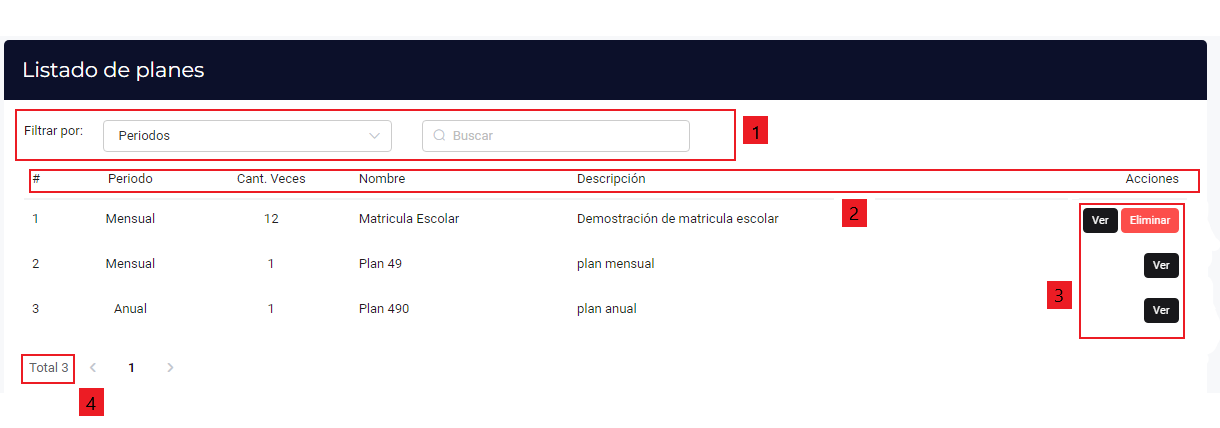 Listado de planes
Filtrar por: Periodos Buscar 1
# Periodo Cant. Veces Nombre Descripción Acciones
1 Mensual 12 Matricula Escolar Demostración de matricula escolar 2 Ver Eliminar
2 Mensual 1 Plan 49 plan mensual Ver
3
3 Anual 1 Plan 490 plan anual Ver
Total 3 1
4